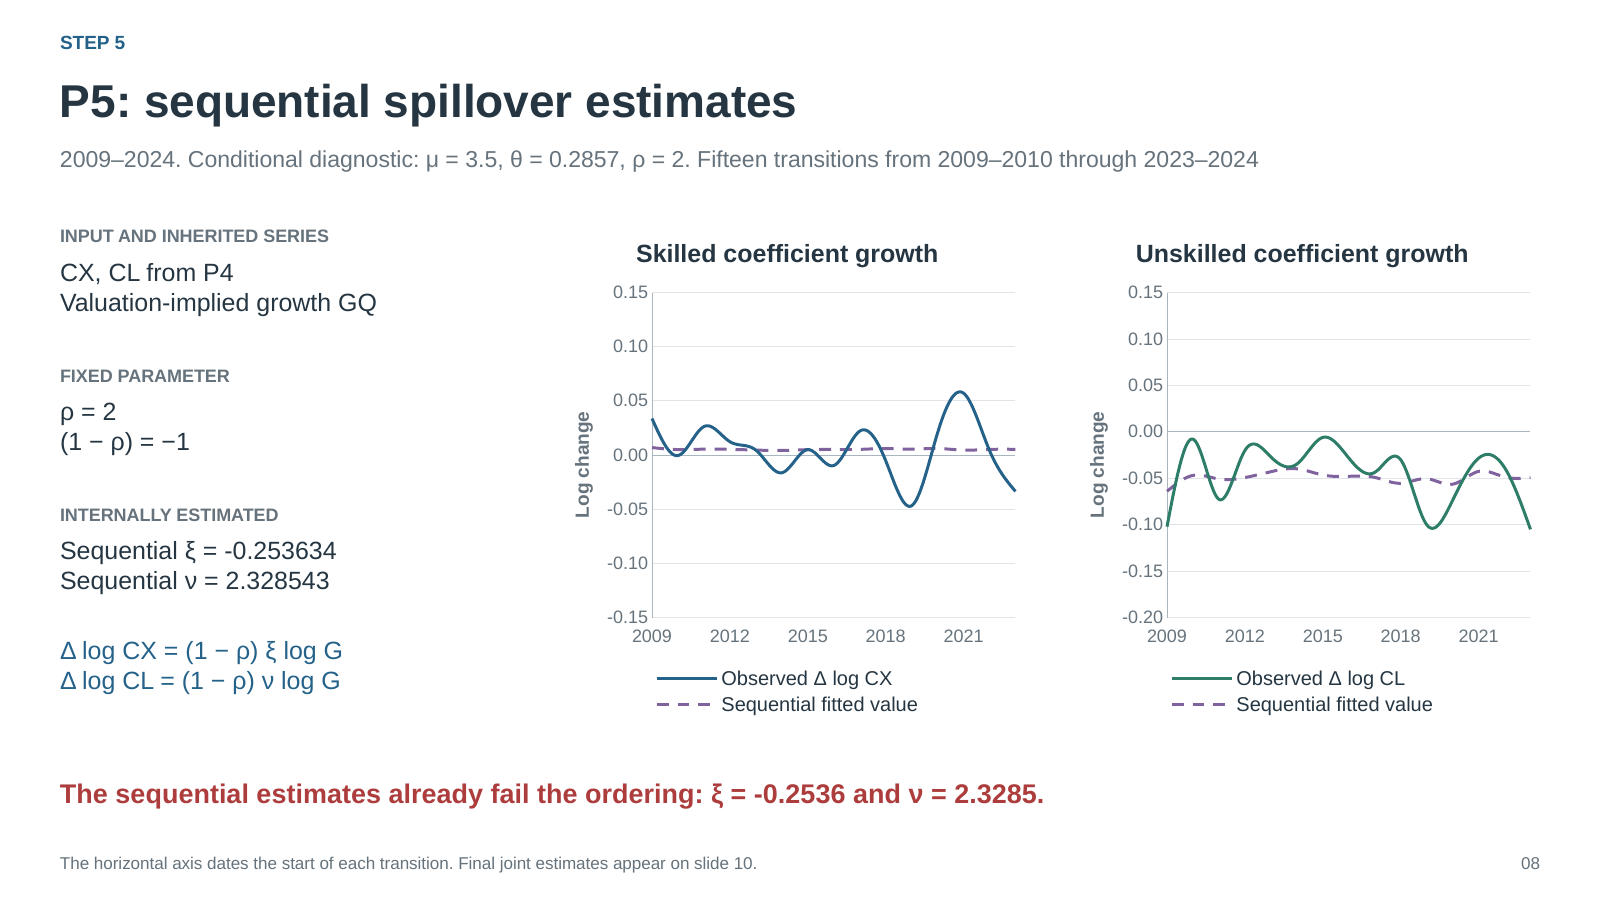 STEP 5
P5: sequential spillover estimates
2009–2024. Conditional diagnostic: μ = 3.5, θ = 0.2857, ρ = 2. Fifteen transitions from 2009–2010 through 2023–2024
INPUT AND INHERITED SERIES
CX, CL from P4
Valuation-implied growth GQ
FIXED PARAMETER
ρ = 2
(1 − ρ) = −1
INTERNALLY ESTIMATED
Sequential ξ = -0.253634
Sequential ν = 2.328543
Δ log CX = (1 − ρ) ξ log G
Δ log CL = (1 − ρ) ν log G
Skilled coefficient growth
Log change
0.15
0.10
0.05
0.00
-0.05
-0.10
-0.15
2009 2012 2015 2018 2021
Observed Δ log CX
Sequential fitted value
Unskilled coefficient growth
Log change
0.15
0.10
0.05
0.00
-0.05
-0.10
-0.15
-0.20
2009 2012 2015 2018 2021
Observed Δ log CL
Sequential fitted value
The sequential estimates already fail the ordering: ξ = -0.2536 and ν = 2.3285.
The horizontal axis dates the start of each transition. Final joint estimates appear on slide 10.
08